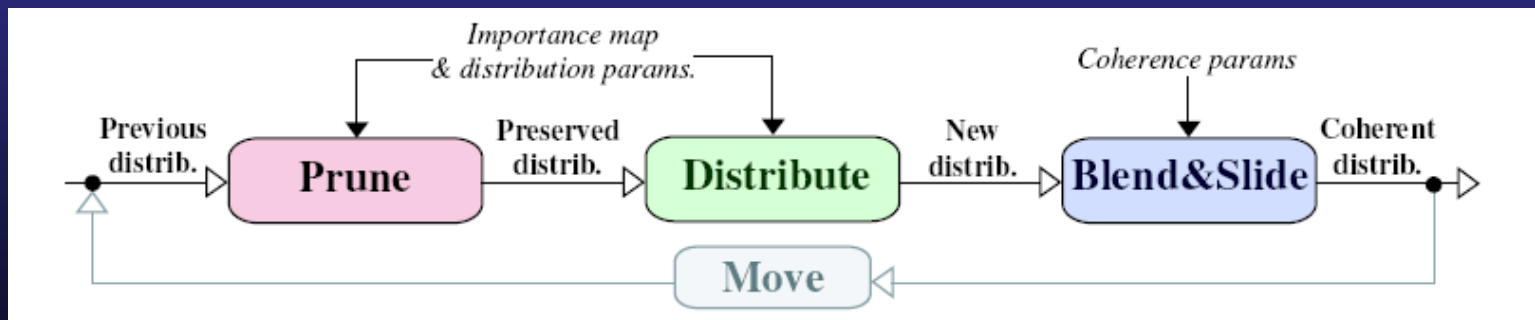 Importance map
& distribution params.
Coherence params
Previous
distrib.
Prune
Preserved
distrib.
Distribute
New
distrib.
Blend&Slide
Coherent
distrib.
Move